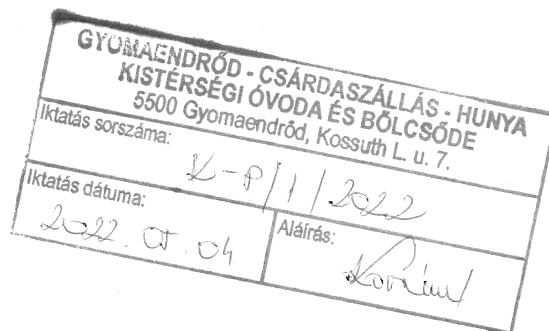 GYOMAENDRŐD - CSÁRDASZÁLLÁS - HUNYA
KISTÉRSÉGI ÓVODA ÉS BÖLCSŐDE
5500 Gyomaendrőd, Kossuth L. u. 7.
Iktatás sorszáma:
K-P/1/2022
Iktatás dátuma:
2022. 01. 04
Aláírás: